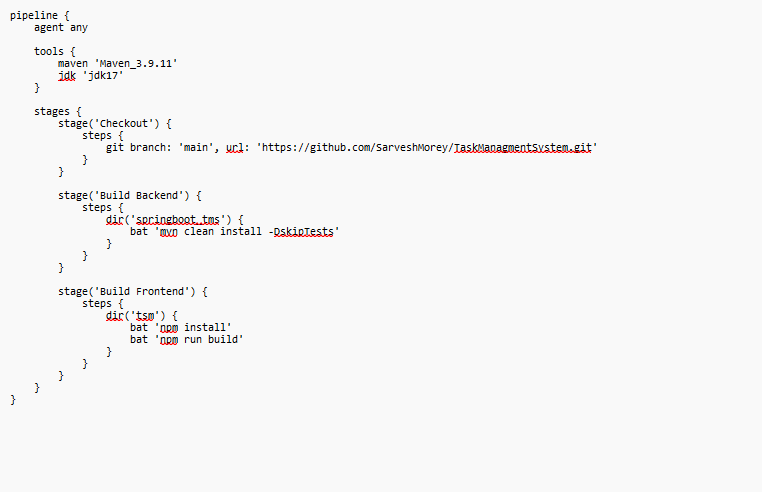 pipeline {
    agent any

    tools {
        maven 'Maven_3.9.11'
        jdk 'jdk17'
    }

    stages {
        stage('Checkout') {
            steps {
                git branch: 'main', url: 'https://github.com/SarveshMorey/TaskManagmentSystem.git'
            }
        }

        stage('Build Backend') {
            steps {
                dir('springboot_tms') {
                    bat 'mvn clean install -DskipTests'
                }
            }
        }

        stage('Build Frontend') {
            steps {
                dir('tsm') {
                    bat 'npm install'
                    bat 'npm run build'
                }
            }
        }
    }
}